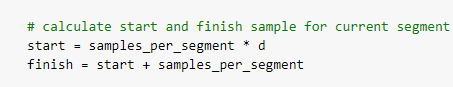 # calculate start and finish sample for current segment
start = samples_per_segment * d
finish = start + samples_per_segment